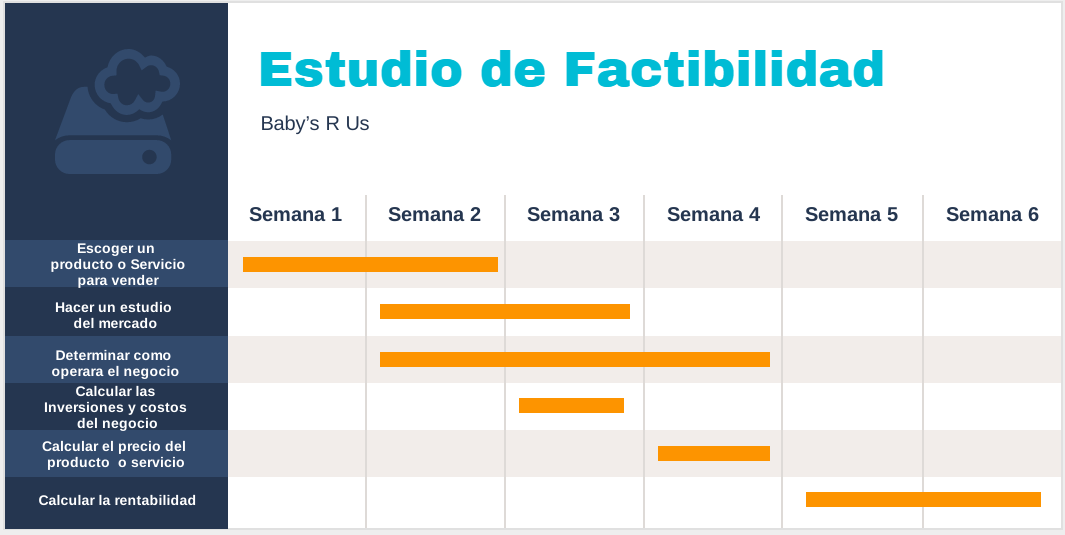 Estudio de Factibilidad
Baby’s R Us
Semana 1 Semana 2 Semana 3 Semana 4 Semana 5 Semana 6
Escoger un
producto o Servicio
para vender
Hacer un estudio
del mercado
Determinar como
operara el negocio
Calcular las
Inversiones y costos
del negocio
Calcular el precio del
producto o servicio
Calcular la rentabilidad